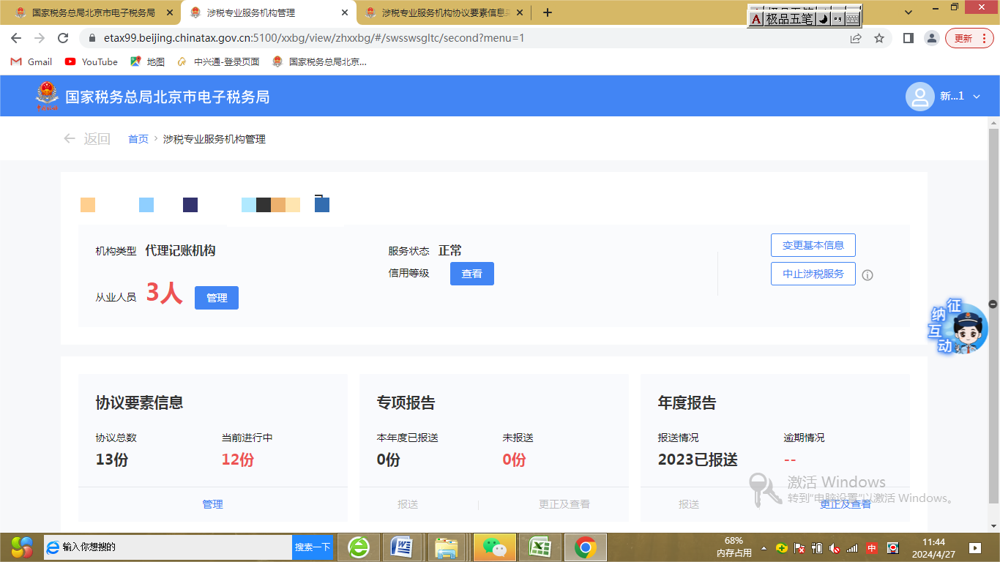 国家税务总局北京市电子税务局
涉税专业服务机构管理
涉税专业服务机构协议要素信息
极品五笔
etax99.beijing.chinatax.gov.cn:5100/xxbg/view/zhxxbg/#/swsswsgltc/second?menu=1
更新
Gmail
YouTube
地图
中兴通-登录页面
国家税务总局北京...
国家税务总局北京市电子税务局
新...1
返回
首页 > 涉税专业服务机构管理
机构类型 代理记账机构
服务状态 正常
变更基本信息
信用等级 查看
中止涉税服务
从业人员 3人 管理
征纳互动
协议要素信息
专项报告
年度报告
协议总数
当前进行中
本年度已报送
未报送
报送情况
逾期情况
13份
12份
0份
0份
2023已报送
--
激活 Windows
转到"电脑设置"以激活 Windows。
管理
报送
更正及查看
报送
更正及查看
输入你想搜的
搜索一下
68%
内存占用
中
11:44
2024/4/27